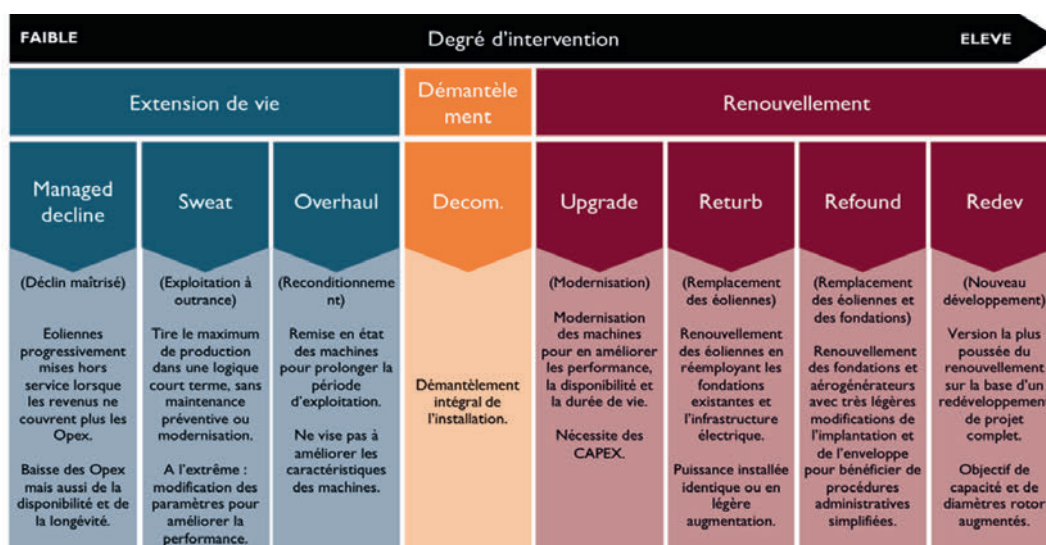 FAIBLE
Degré d'intervention
ELEVE
Extension de vie
Démantèle
ment
Renouvellement
Managed
decline
Sweat
Overhaul
Decom.
Upgrade
Returb
Refound
Redev
(Déclin maîtrisé)
Eoliennes
progressivement
mises hors
service lorsque
les revenus ne
couvrent plus les
Opex.
Baisse des Opex
mais aussi de la
disponibilité et de
la longévité.
(Exploitation à
outrance)
Tire le maximum
de production
dans une logique
court terme, sans
maintenance
préventive ou
modernisation.
A l'extrême :
modification des
paramètres pour
améliorer la
performance.
(Reconditionneme
nt)
Remise en état
des machines
pour prolonger la
période
d'exploitation.
Ne vise pas à
améliorer les
caractéristiques
des machines.
Démantèlement
intégral de
l'installation.
(Modernisation)
Modernisation
des machines
pour en améliorer
les performance,
la disponibilité et
la durée de vie.
Nécessite des
CAPEX.
(Remplacement
des éoliennes)
Renouvellement
des éoliennes en
réemployant les
fondations
existantes et
l'infrastructure
électrique.
Puissance installée
identique ou en
légère
augmentation.
(Remplacement
des éoliennes et
des fondations)
Renouvellement
des fondations et
aérogénérateurs
avec très légères
modifications de
l'implantation et
de l'enveloppe
pour bénéficier de
procédures
administratives
simplifiées.
(Nouveau
développement)
Version la plus
poussée du
renouvellement
sur la base d'un
redéveloppement
de projet
complet.
Objectif de
capacité et de
diamètres rotor
augmentés.